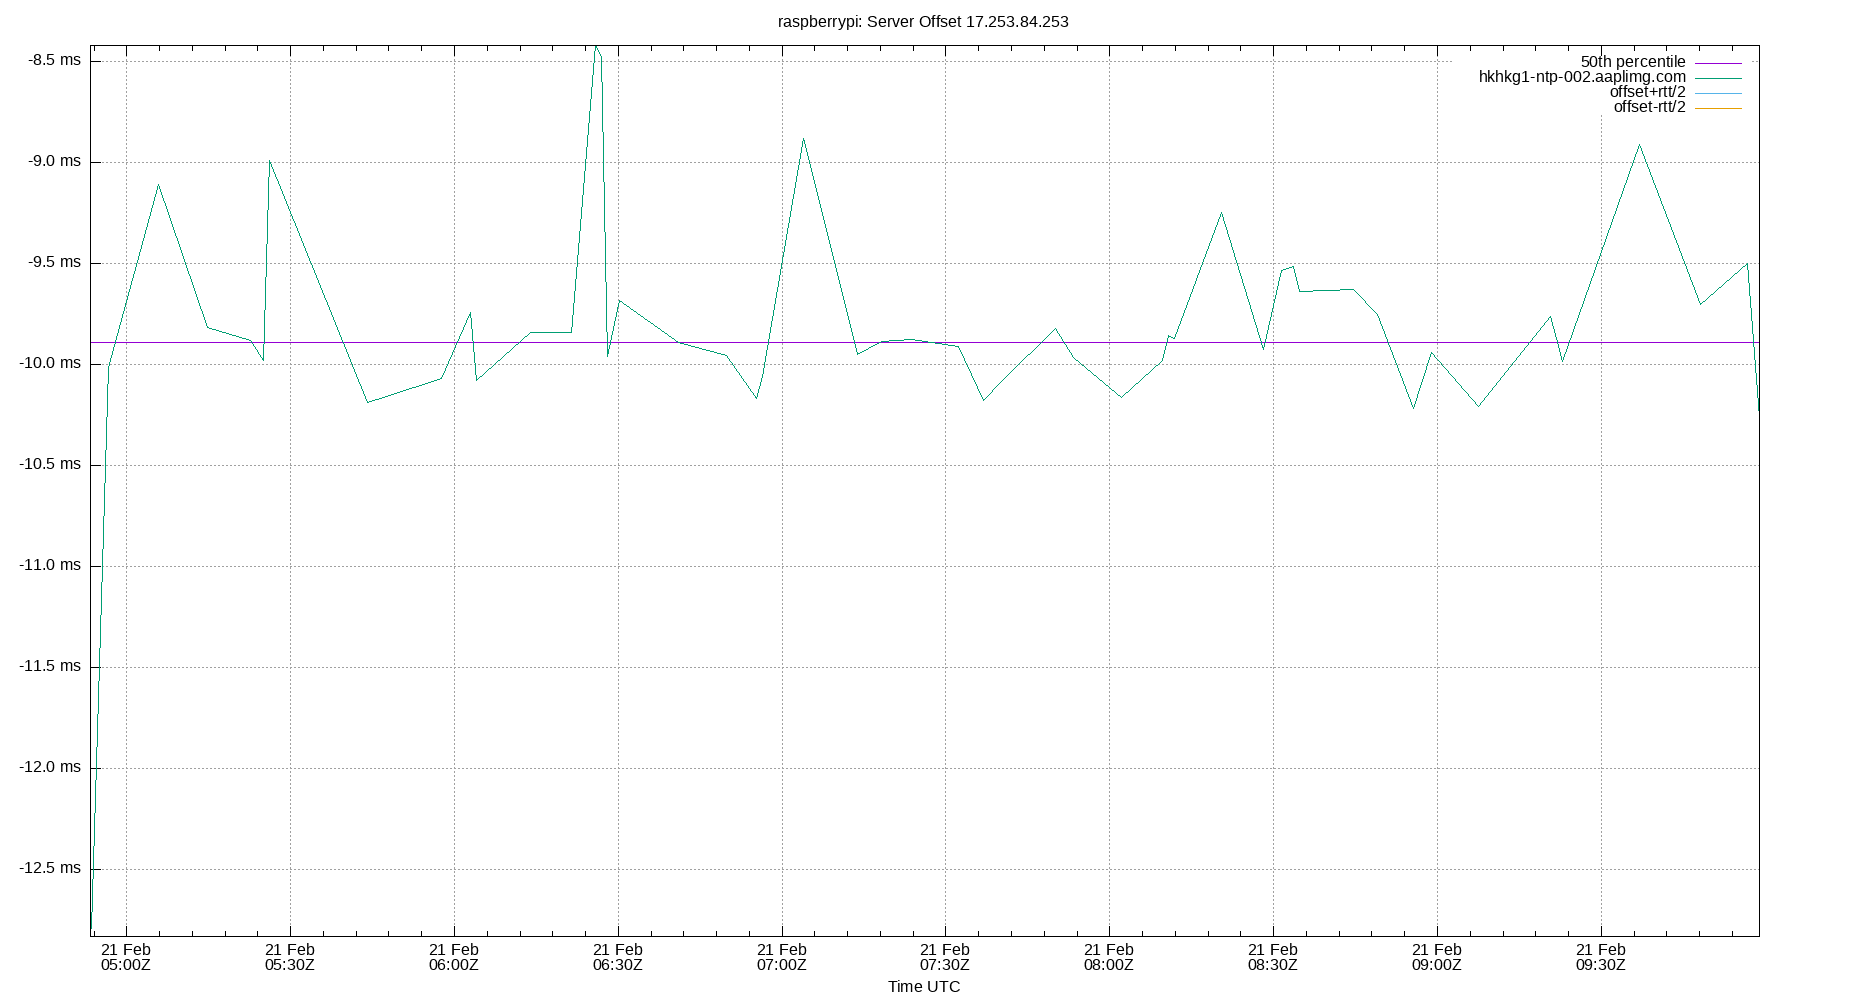 raspberrypi: Server Offset 17.253.84.253
-8.5 ms
-9.0 ms
-9.5 ms
-10.0 ms
-10.5 ms
-11.0 ms
-11.5 ms
-12.0 ms
-12.5 ms
50th percentile
hkhkg1-ntp-002.aaplimg.com
offset+rtt/2
offset-rtt/2
21 Feb 21 Feb 21 Feb 21 Feb 21 Feb 21 Feb 21 Feb 21 Feb 21 Feb 21 Feb
05:00Z 05:30Z 06:00Z 06:30Z 07:00Z 07:30Z 08:00Z 08:30Z 09:00Z 09:30Z
Time UTC